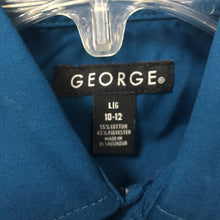 GEORGE®
L/G
10-12
55% COTTON
45% POLYESTER
MADE IN
EL SALVADOR